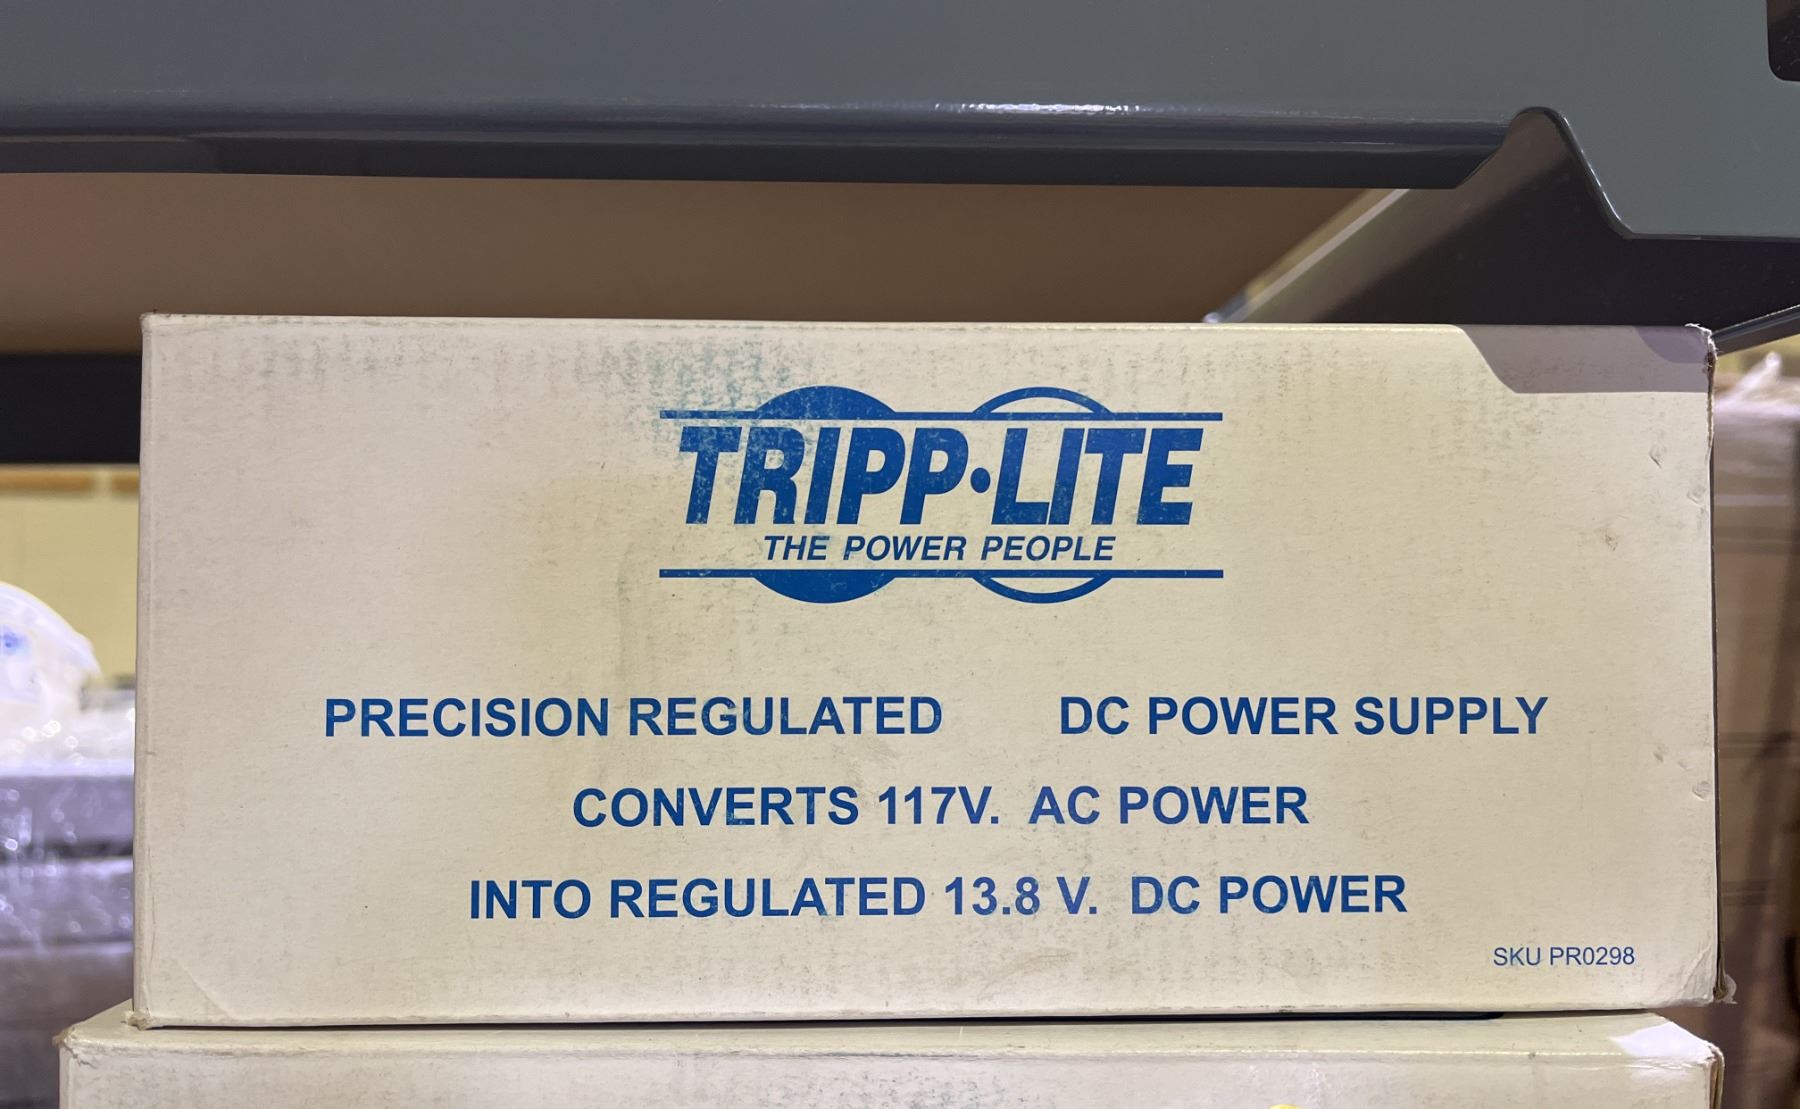 TRIPP·LITE
THE POWER PEOPLE
PRECISION REGULATED DC POWER SUPPLY
CONVERTS 117V. AC POWER
INTO REGULATED 13.8 V. DC POWER
SKU PR0298